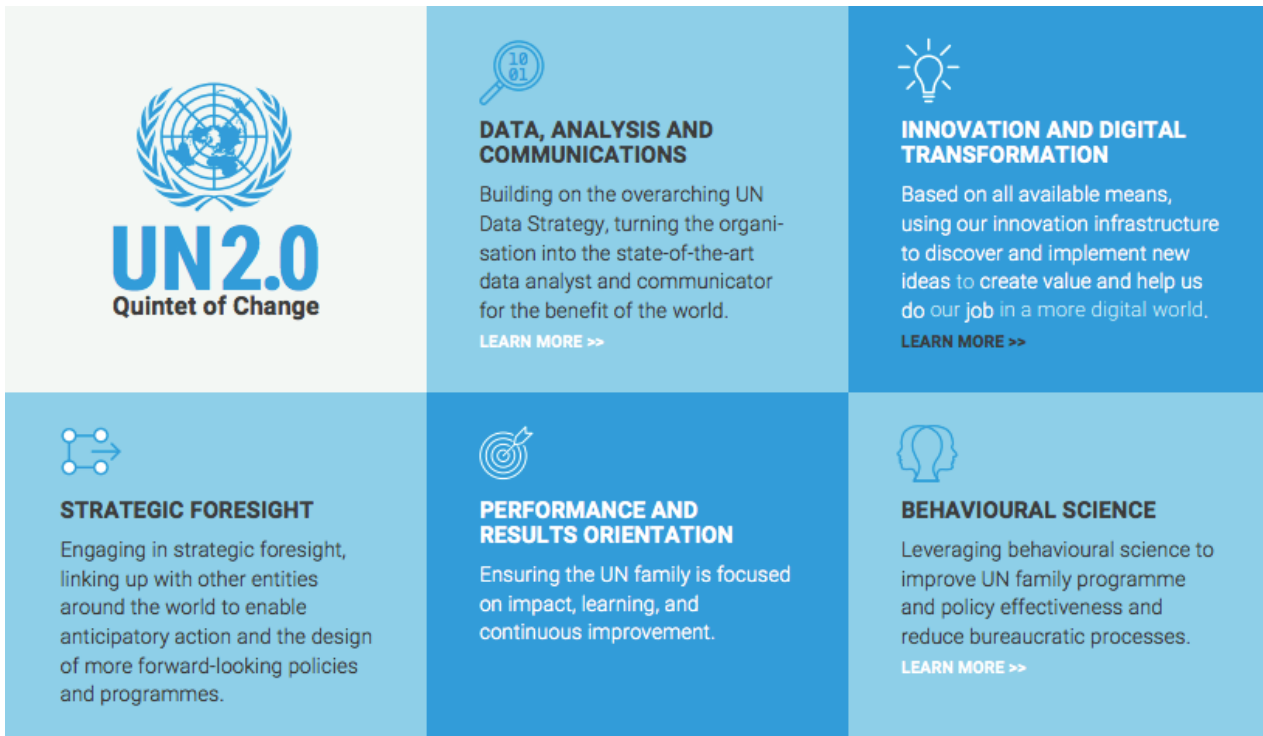 UN 2.0
Quintet of Change
10
01
DATA, ANALYSIS AND
COMMUNICATIONS
Building on the overarching UN
Data Strategy, turning the organi-
sation into the state-of-the-art
data analyst and communicator
for the benefit of the world.
LEARN MORE >>
INNOVATION AND DIGITAL
TRANSFORMATION
Based on all available means,
using our innovation infrastructure
to discover and implement new
ideas to create value and help us
do our job in a more digital world.
LEARN MORE >>
STRATEGIC FORESIGHT
Engaging in strategic foresight,
linking up with other entities
around the world to enable
anticipatory action and the design
of more forward-looking policies
and programmes.
PERFORMANCE AND
RESULTS ORIENTATION
Ensuring the UN family is focused
on impact, learning, and
continuous improvement.
BEHAVIOURAL SCIENCE
Leveraging behavioural science to
improve UN family programme
and policy effectiveness and
reduce bureaucratic processes.
LEARN MORE >>